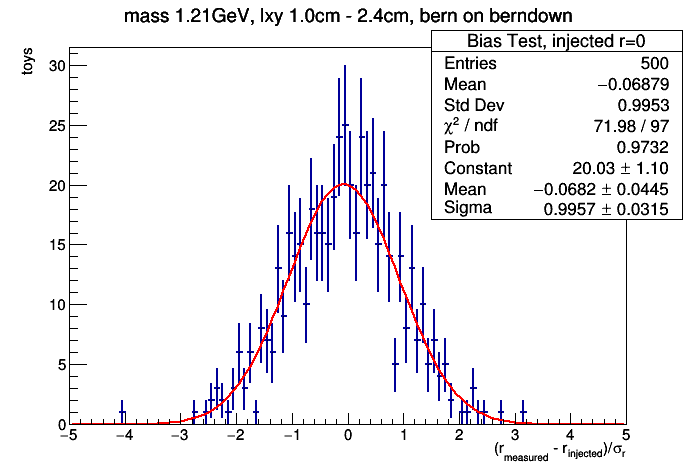 mass 1.21GeV, lxy 1.0cm - 2.4cm, bern on berndown
Bias Test, injected r=0
Entries 500
Mean −0.06879
Std Dev 0.9953
χ² / ndf 71.98 / 97
Prob 0.9732
Constant 20.03 ± 1.10
Mean −0.0682 ± 0.0445
Sigma 0.9957 ± 0.0315
toys
30
25
20
15
10
5
0
−5 −4 −3 −2 −1 0 1 2 3 4 5
(r_measured - r_injected)/σ_r